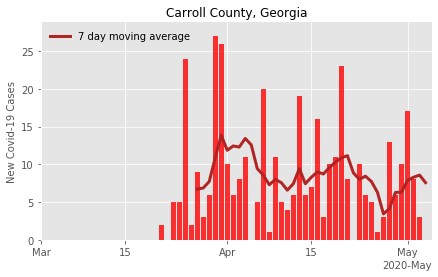 Carroll County, Georgia
7 day moving average
New Covid-19 Cases
25
20
15
10
5
0
Mar 15 Apr 15 May
2020-May